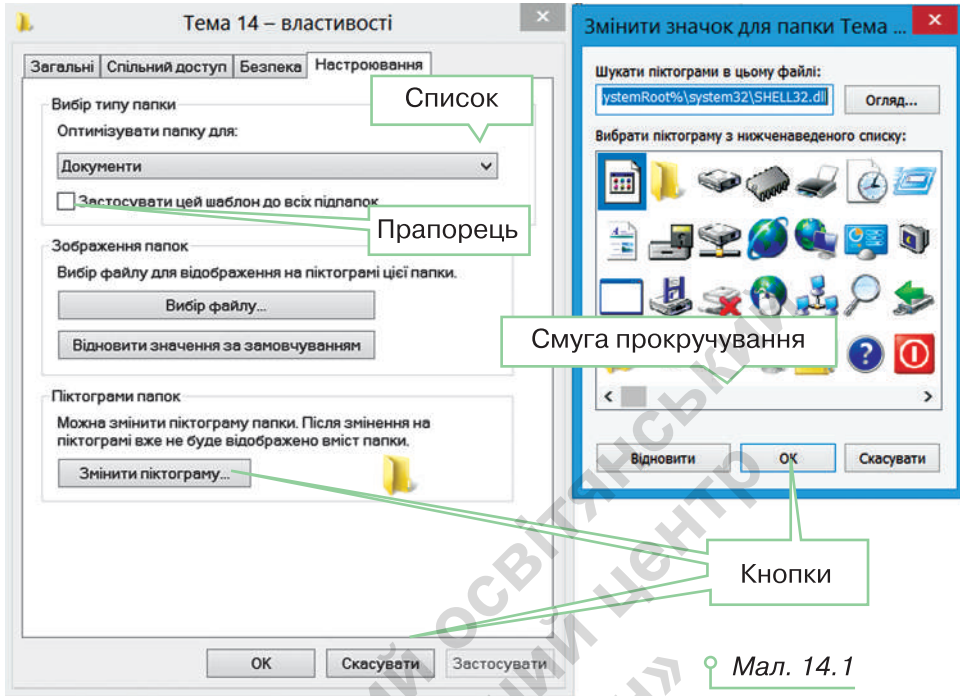 Тема 14 – властивості
Загальні Спільний доступ Безпека Настроювання
Вибір типу папки
Список
Оптимізувати папку для:
Документи
Застосувати цей шаблон до всіх підпапок
Прапорець
Зображення папок
Вибір файлу для відображення на піктограмі цієї папки.
Вибір файлу...
Відновити значення за замовчуванням
Піктограми папок
Можна змінити піктограму папки. Після змінення на
піктограмі вже не буде відображено вміст папки.
Змінити піктограму...
ОК Скасувати Застосувати
Змінити значок для папки Тема ...
Шукати піктограми в цьому файлі:
ystemRoot%\system32\SHELL32.dll Огляд...
Вибрати піктограму з нижченаведеного списку:
Смуга прокручування
Відновити ОК Скасувати
Кнопки
Мал. 14.1
ОСВІТЯНСЬКИЙ
ЦЕНТР